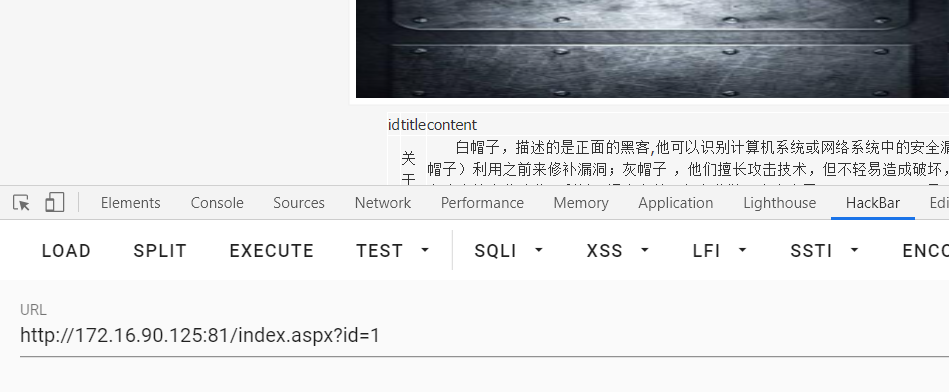 idtitlecontent
白帽子，描述的是正面的黑客,他可以识别计算机系统或网络系统中的安全漏
关
帽子）利用之前来修补漏洞；灰帽子 ，他们擅长攻击技术，但不轻易造成破坏，
于
Elements Console Sources Network Performance Memory Application Lighthouse HackBar Edi
LOAD SPLIT EXECUTE TEST SQLI XSS LFI SSTI ENCO
URL
http://172.16.90.125:81/index.aspx?id=1